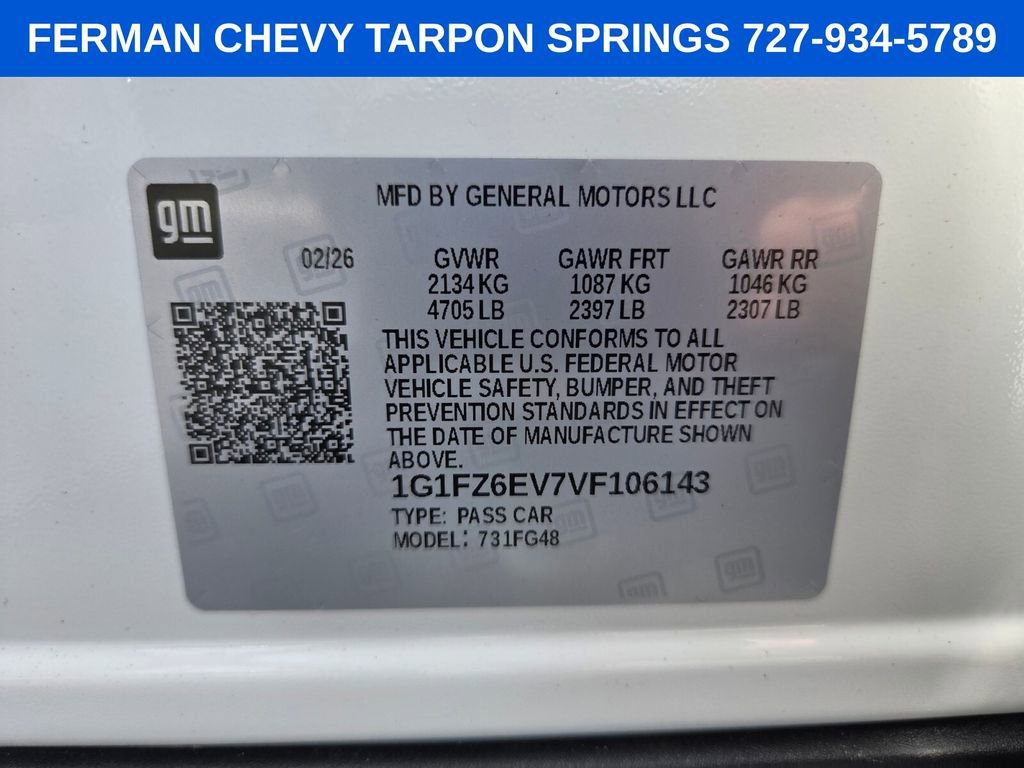 FERMAN CHEVY TARPON SPRINGS 727-934-5789
gm
MFD BY GENERAL MOTORS LLC
02/26 GVWR GAWR FRT GAWR RR
2134 KG 1087 KG 1046 KG
4705 LB 2397 LB 2307 LB
THIS VEHICLE CONFORMS TO ALL
APPLICABLE U.S. FEDERAL MOTOR
VEHICLE SAFETY, BUMPER, AND THEFT
PREVENTION STANDARDS IN EFFECT ON
THE DATE OF MANUFACTURE SHOWN
ABOVE.
1G1FZ6EV7VF106143
TYPE: PASS CAR
MODEL: 731FG48